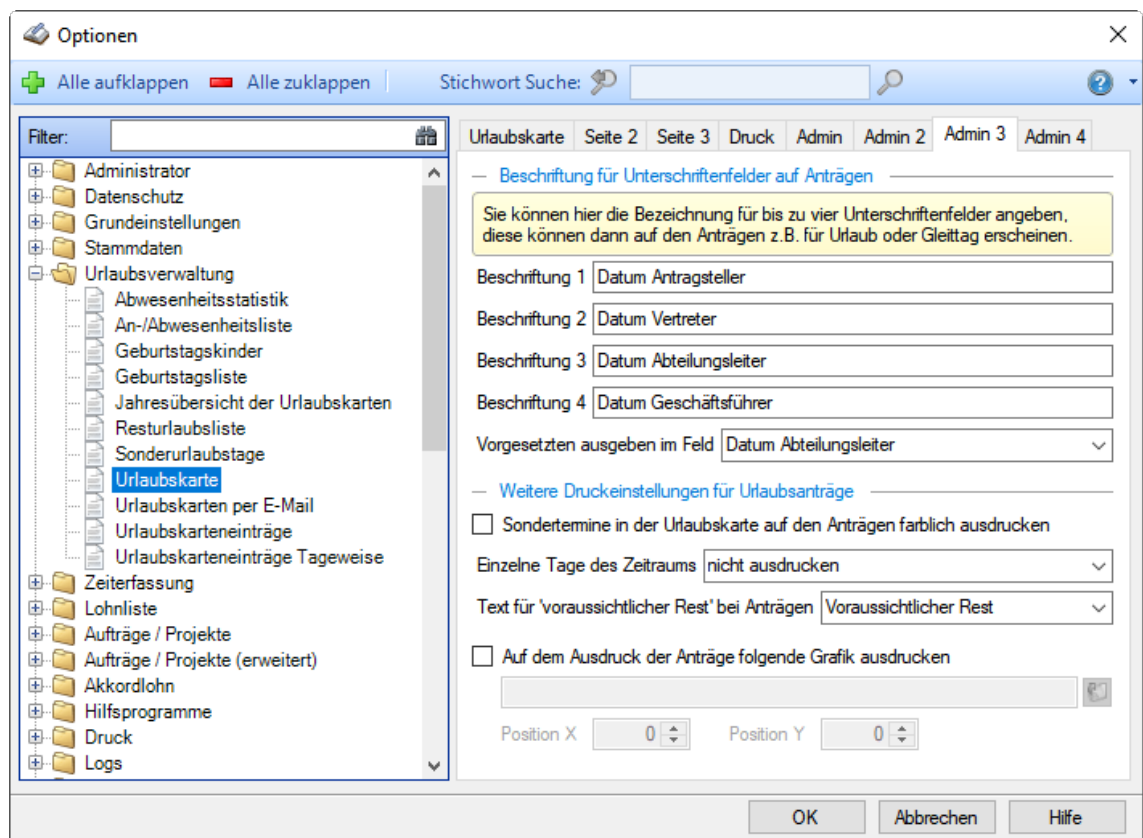 Optionen
Alle aufklappen Alle zuklappen Stichwort Suche:
Filter:
Administrator
Datenschutz
Grundeinstellungen
Stammdaten
Urlaubsverwaltung
Abwesenheitsstatistik
An-/Abwesenheitsliste
Geburtstagskinder
Geburtstagsliste
Jahresübersicht der Urlaubskarten
Resturlaubsliste
Sonderurlaubstage
Urlaubskarte
Urlaubskarten per E-Mail
Urlaubskarteneinträge
Urlaubskarteneinträge Tageweise
Zeiterfassung
Lohnliste
Aufträge / Projekte
Aufträge / Projekte (erweitert)
Akkordlohn
Hilfsprogramme
Druck
Logs
Urlaubskarte Seite 2 Seite 3 Druck Admin Admin 2 Admin 3 Admin 4
Beschriftung für Unterschriftenfelder auf Anträgen
Sie können hier die Bezeichnung für bis zu vier Unterschriftenfelder angeben,
diese können dann auf den Anträgen z.B. für Urlaub oder Gleittag erscheinen.
Beschriftung 1 Datum Antragsteller
Beschriftung 2 Datum Vertreter
Beschriftung 3 Datum Abteilungsleiter
Beschriftung 4 Datum Geschäftsführer
Vorgesetzten ausgeben im Feld Datum Abteilungsleiter
Weitere Druckeinstellungen für Urlaubsanträge
Sondertermine in der Urlaubskarte auf den Anträgen farblich ausdrucken
Einzelne Tage des Zeitraums nicht ausdrucken
Text für 'voraussichtlicher Rest' bei Anträgen Voraussichtlicher Rest
Auf dem Ausdruck der Anträge folgende Grafik ausdrucken
Position X 0 Position Y 0
OK Abbrechen Hilfe